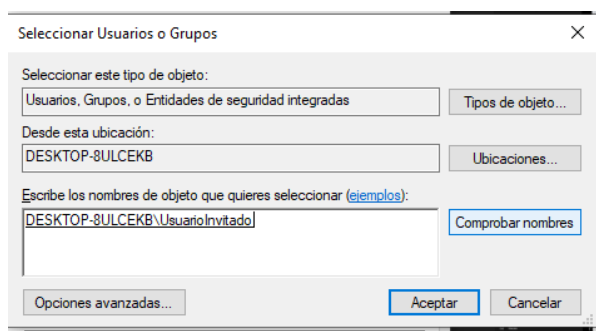 Seleccionar Usuarios o Grupos
Seleccionar este tipo de objeto:
Usuarios, Grupos, o Entidades de seguridad integradas
Tipos de objeto...
Desde esta ubicación:
DESKTOP-8ULCEKB
Ubicaciones...
Escribe los nombres de objeto que quieres seleccionar (ejemplos):
DESKTOP-8ULCEKB\UsuarioInvitado
Comprobar nombres
Opciones avanzadas...
Aceptar
Cancelar